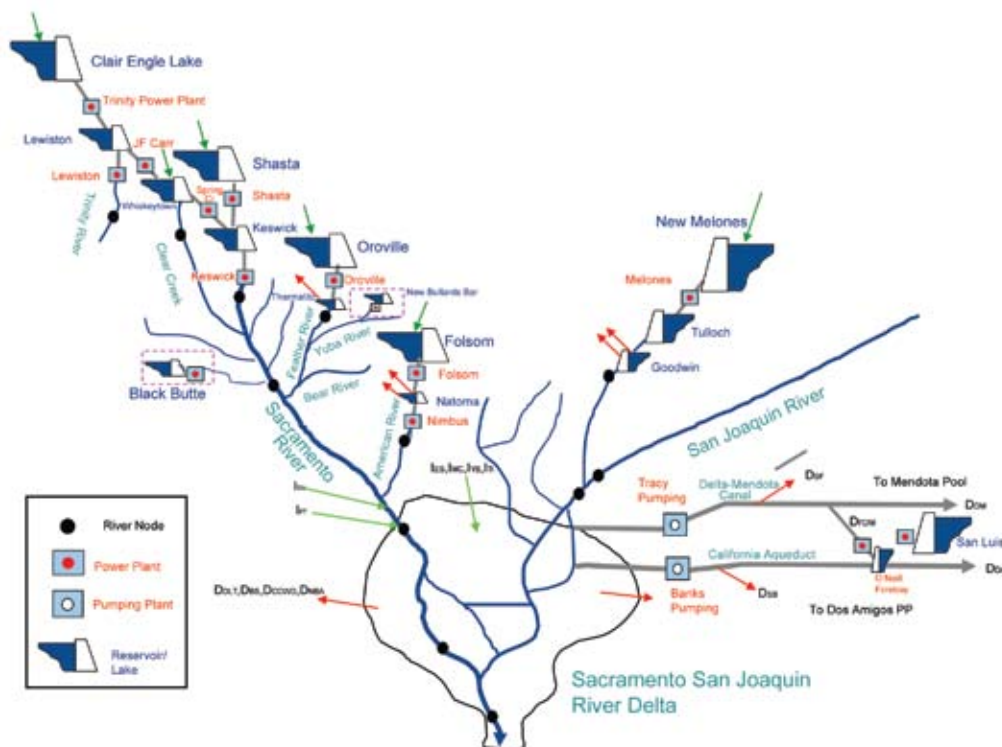 Clair Engle Lake
Trinity Power Plant
Lewiston
JF Carr
Lewiston
Trinity River
Whiskeytown
Spring
Clear Creek
Shasta
Shasta
Keswick
Keswick
Oroville
Oroville
Thermalito
New Bullards Bar
Feather River
Yuba River
Bear River
Black Butte
Folsom
Folsom
Natoma
Nimbus
American River
Sacramento
River
New Melones
Melones
Tulloch
Goodwin
San Joaquin River
Tracy
Pumping
Delta-Mendota
Canal
To Mendota Pool
San Luis
California Aqueduct
Banks
Pumping
To Dos Amigos PP
Sacramento San Joaquin
River Delta
River Node
Power Plant
Pumping Plant
Reservoir/
Lake